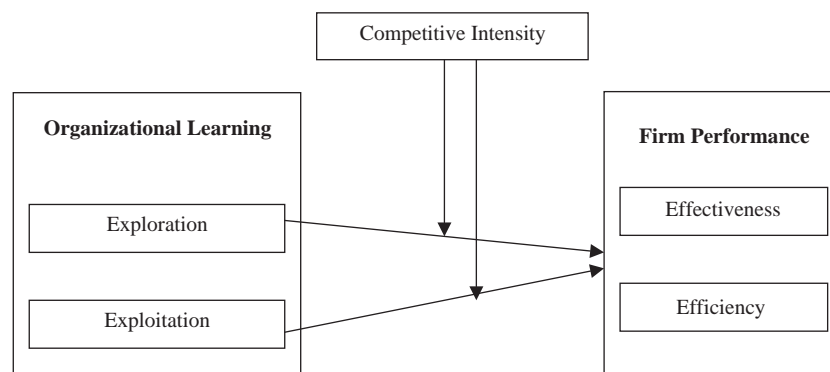 Competitive Intensity
Organizational Learning
Exploration
Exploitation
Firm Performance
Effectiveness
Efficiency